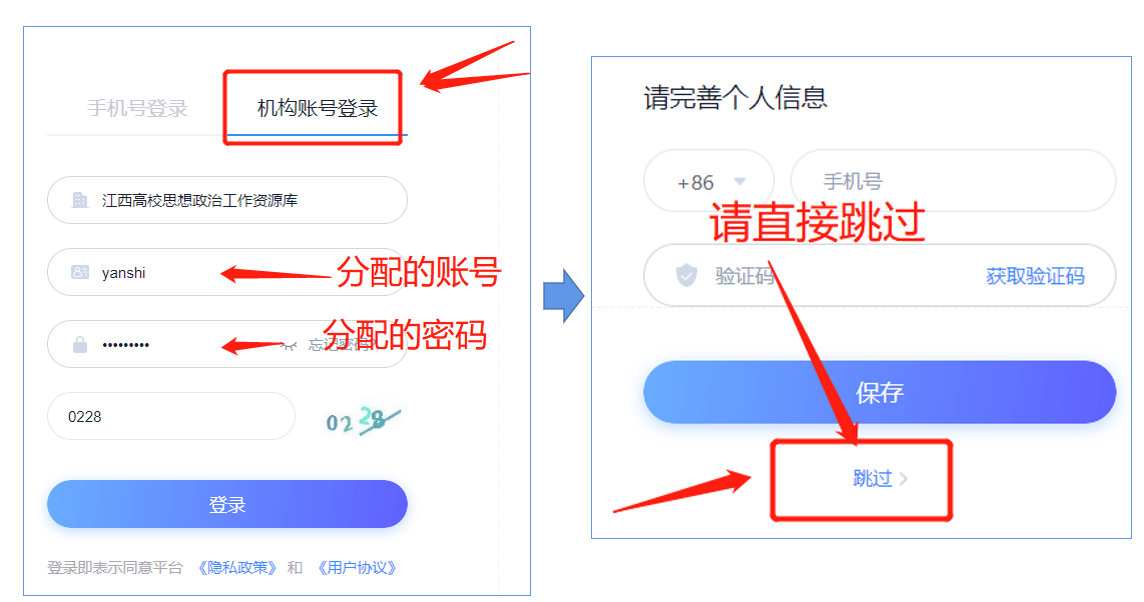 手机号登录
机构账号登录
江西高校思想政治工作资源库
yanshi
分配的账号
•••••••••
忘记密码?
分配的密码
0228
0228
登录
登录即表示同意平台 《隐私政策》 和 《用户协议》
请完善个人信息
+86
手机号
请直接跳过
验证码
获取验证码
保存
跳过 >